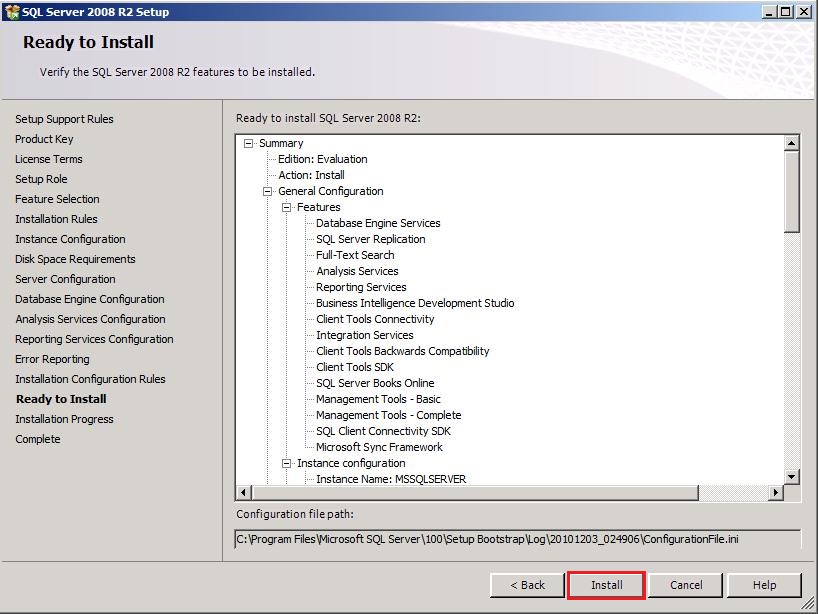 SQL Server 2008 R2 Setup
Ready to Install
Verify the SQL Server 2008 R2 features to be installed.
Setup Support Rules
Product Key
License Terms
Setup Role
Feature Selection
Installation Rules
Instance Configuration
Disk Space Requirements
Server Configuration
Database Engine Configuration
Analysis Services Configuration
Reporting Services Configuration
Error Reporting
Installation Configuration Rules
Ready to Install
Installation Progress
Complete
Ready to install SQL Server 2008 R2:
Summary
Edition: Evaluation
Action: Install
General Configuration
Features
Database Engine Services
SQL Server Replication
Full-Text Search
Analysis Services
Reporting Services
Business Intelligence Development Studio
Client Tools Connectivity
Integration Services
Client Tools Backwards Compatibility
Client Tools SDK
SQL Server Books Online
Management Tools - Basic
Management Tools - Complete
SQL Client Connectivity SDK
Microsoft Sync Framework
Instance configuration
Instance Name: MSSQLSERVER
Configuration file path:
C:\Program Files\Microsoft SQL Server\100\Setup Bootstrap\Log\20101203_024906\ConfigurationFile.ini
< Back
Install
Cancel
Help